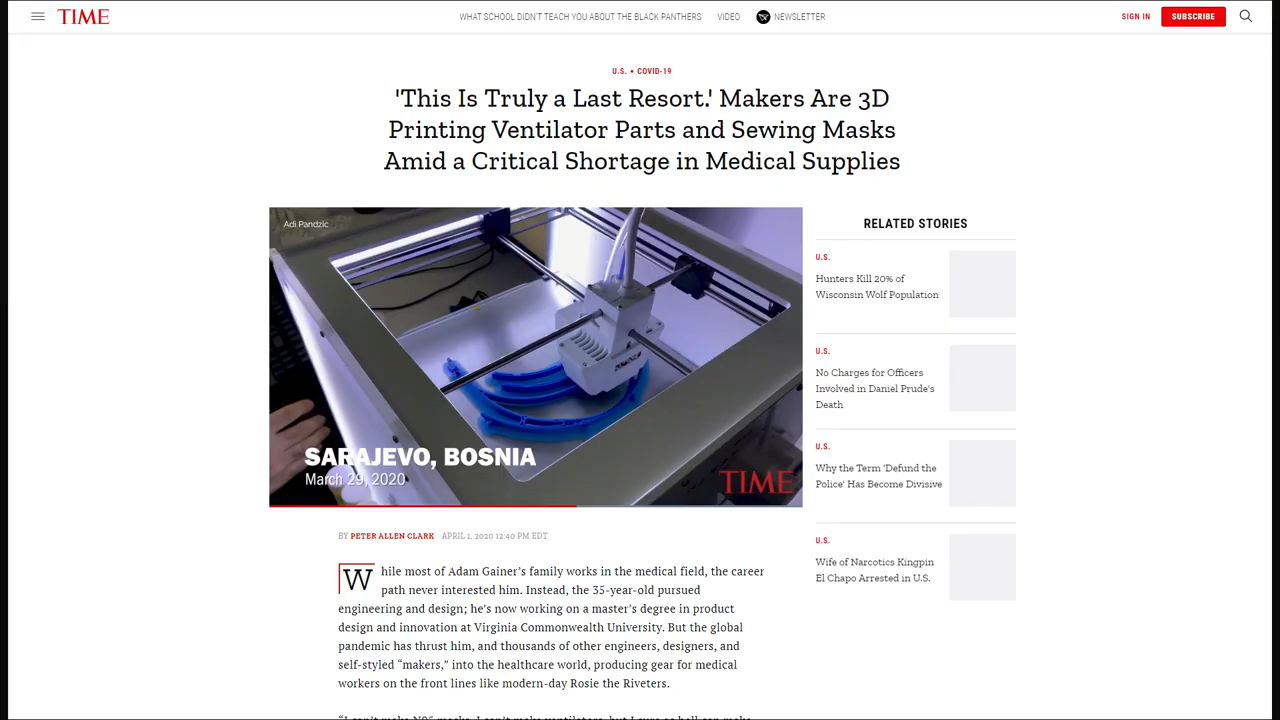 TIME
WHAT SCHOOL DIDN'T TEACH YOU ABOUT THE BLACK PANTHERS
VIDEO
NEWSLETTER
SIGN IN
SUBSCRIBE
U.S. • COVID-19
'This Is Truly a Last Resort.' Makers Are 3D
Printing Ventilator Parts and Sewing Masks
Amid a Critical Shortage in Medical Supplies
Adi Pandzic
SARAJEVO, BOSNIA
March 29, 2020
TIME
BY PETER ALLEN CLARK APRIL 1, 2020 12:40 PM EDT
While most of Adam Gainer's family works in the medical field, the career
path never interested him. Instead, the 35-year-old pursued
engineering and design; he's now working on a master's degree in product
design and innovation at Virginia Commonwealth University. But the global
pandemic has thrust him, and thousands of other engineers, designers, and
self-styled “makers,” into the healthcare world, producing gear for medical
workers on the front lines like modern-day Rosie the Riveters.
RELATED STORIES
U.S.
Hunters Kill 20% of
Wisconsin Wolf Population
U.S.
No Charges for Officers
Involved in Daniel Prude's
Death
U.S.
Why the Term 'Defund the
Police' Has Become Divisive
U.S.
Wife of Narcotics Kingpin
El Chapo Arrested in U.S.